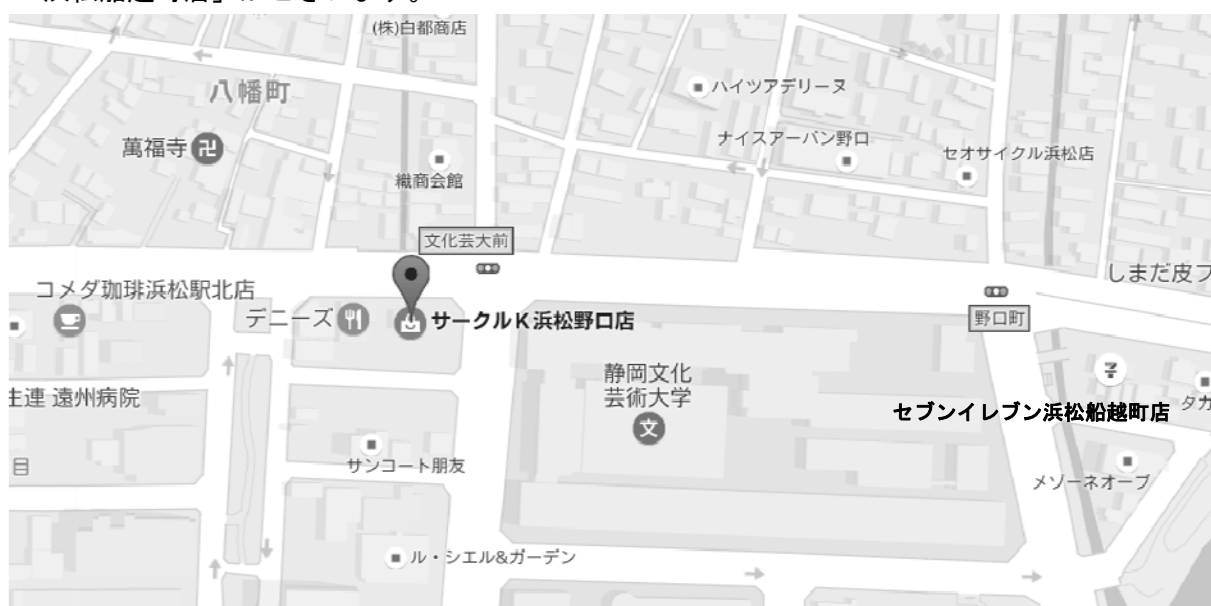 (株)白都商店
八幡町
ハイツアデリーヌ
萬福寺
ナイスアーバン野口
セオサイクル浜松店
織商会館
文化芸大前
しまだ皮フ
コメダ珈琲浜松駅北店
デニーズ
サークルK浜松野口店
野口町
静岡文化
芸術大学
文
生連 遠州病院
セブンイレブン浜松船越町店
タカ
サンコート朋友
メゾーネオーブ
ル・シエル&ガーデン